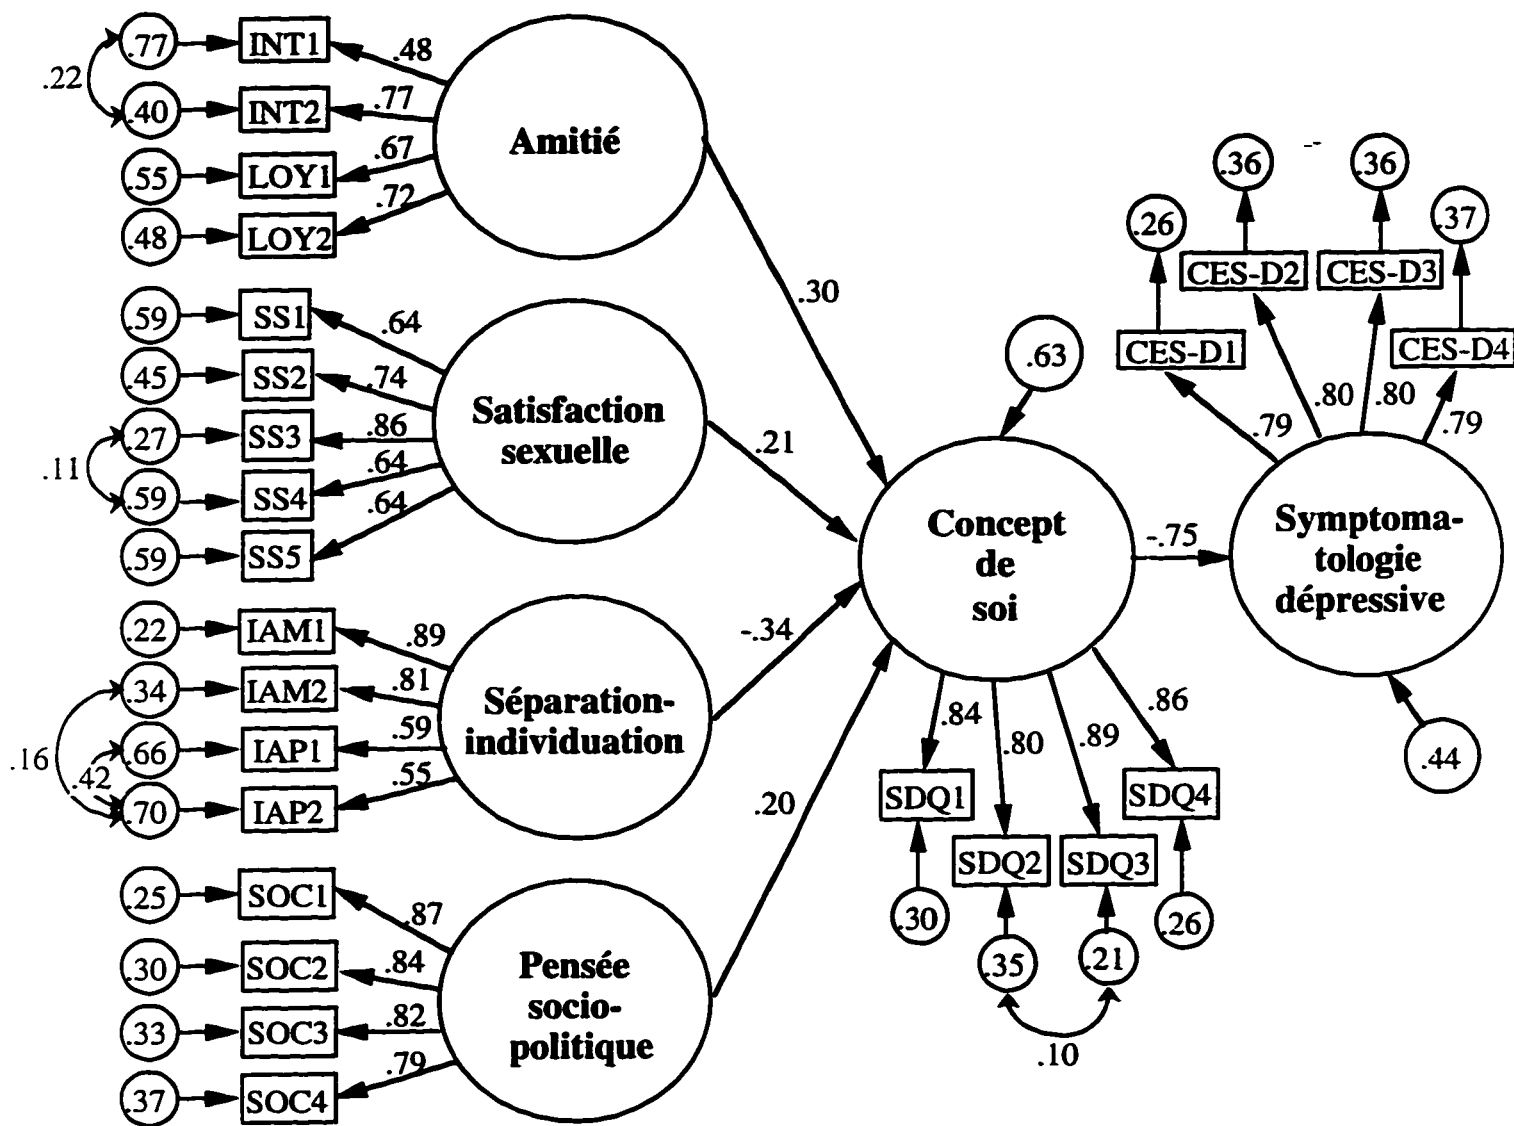 .77 INT1 .48
.22
.40 INT2 .77
.55 LOY1 .67
.48 LOY2 .72
Amitié
.30
.59 SS1 .64
.45 SS2 .74
.27 SS3 .86
.11
.59 SS4 .64
.59 SS5 .64
Satisfaction
sexuelle
.21
.22 IAM1 .89
.34 IAM2 .81
.16
.66 IAP1 .59
.42
.70 IAP2 .55
Séparation-
individuation
-.34
.25 SOC1 .87
.30 SOC2 .84
.33 SOC3 .82
.37 SOC4 .79
Pensée
socio-
politique
.20
.63
Concept
de
soi
-.75
.84 .80 .89 .86
SDQ1 SDQ2 SDQ3 SDQ4
.30 .35 .21 .26
.10
.26 .36 .36 .37
CES-D1 CES-D2 CES-D3 CES-D4
.79 .80 .80 .79
Symptoma-
tologie
dépressive
.44